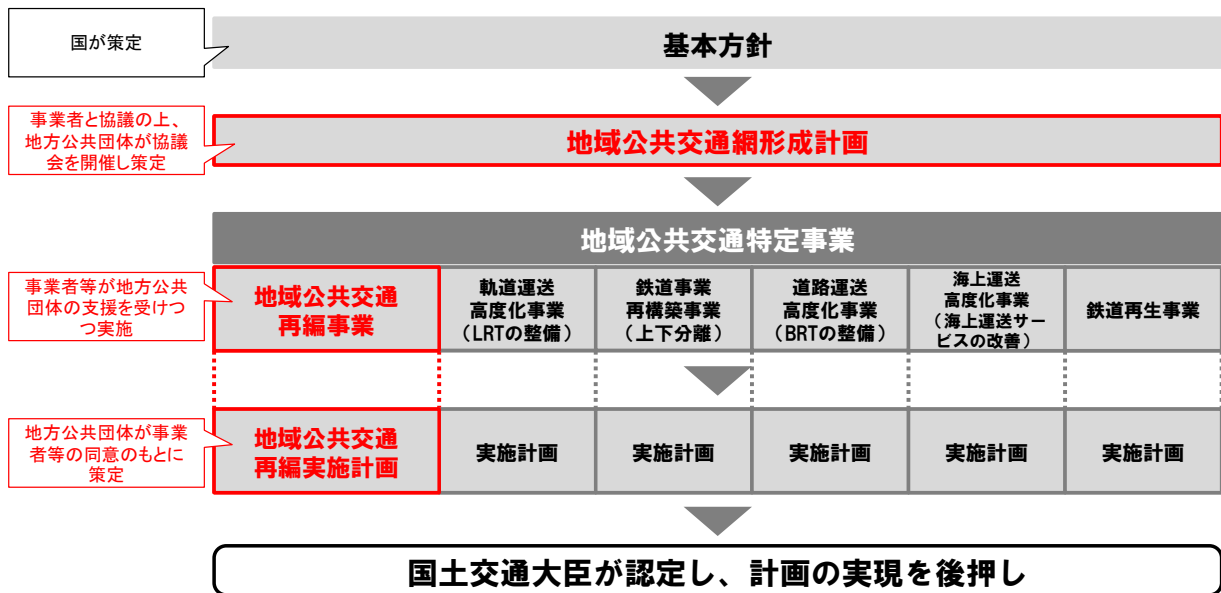 国が策定
基本方針
事業者と協議の上、
地方公共団体が協議
会を開催し策定
地域公共交通網形成計画
地域公共交通特定事業
事業者等が地方公共
団体の支援を受けつ
つ実施
地域公共交通
再編事業
軌道運送
高度化事業
(LRTの整備)
鉄道事業
再構築事業
(上下分離)
道路運送
高度化事業
(BRTの整備)
海上運送
高度化事業
(海上運送サー
ビスの改善)
鉄道再生事業
地方公共団体が事業
者等の同意のもとに
策定
地域公共交通
再編実施計画
実施計画
実施計画
実施計画
実施計画
実施計画
国土交通大臣が認定し、計画の実現を後押し